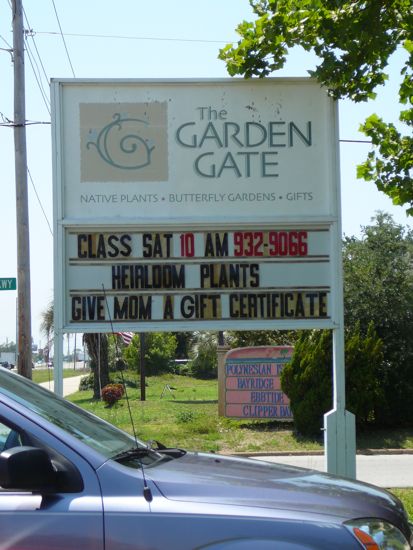 The
GARDEN
GATE
NATIVE PLANTS • BUTTERFLY GARDENS • GIFTS
CLASS SAT 10 AM 932-9066
HEIRLOOM PLANTS
GIVE MOM A GIFT CERTIFICATE
WY
POLYNESIAN
BAYRIDGE
EBBTIDE
CLIPPER